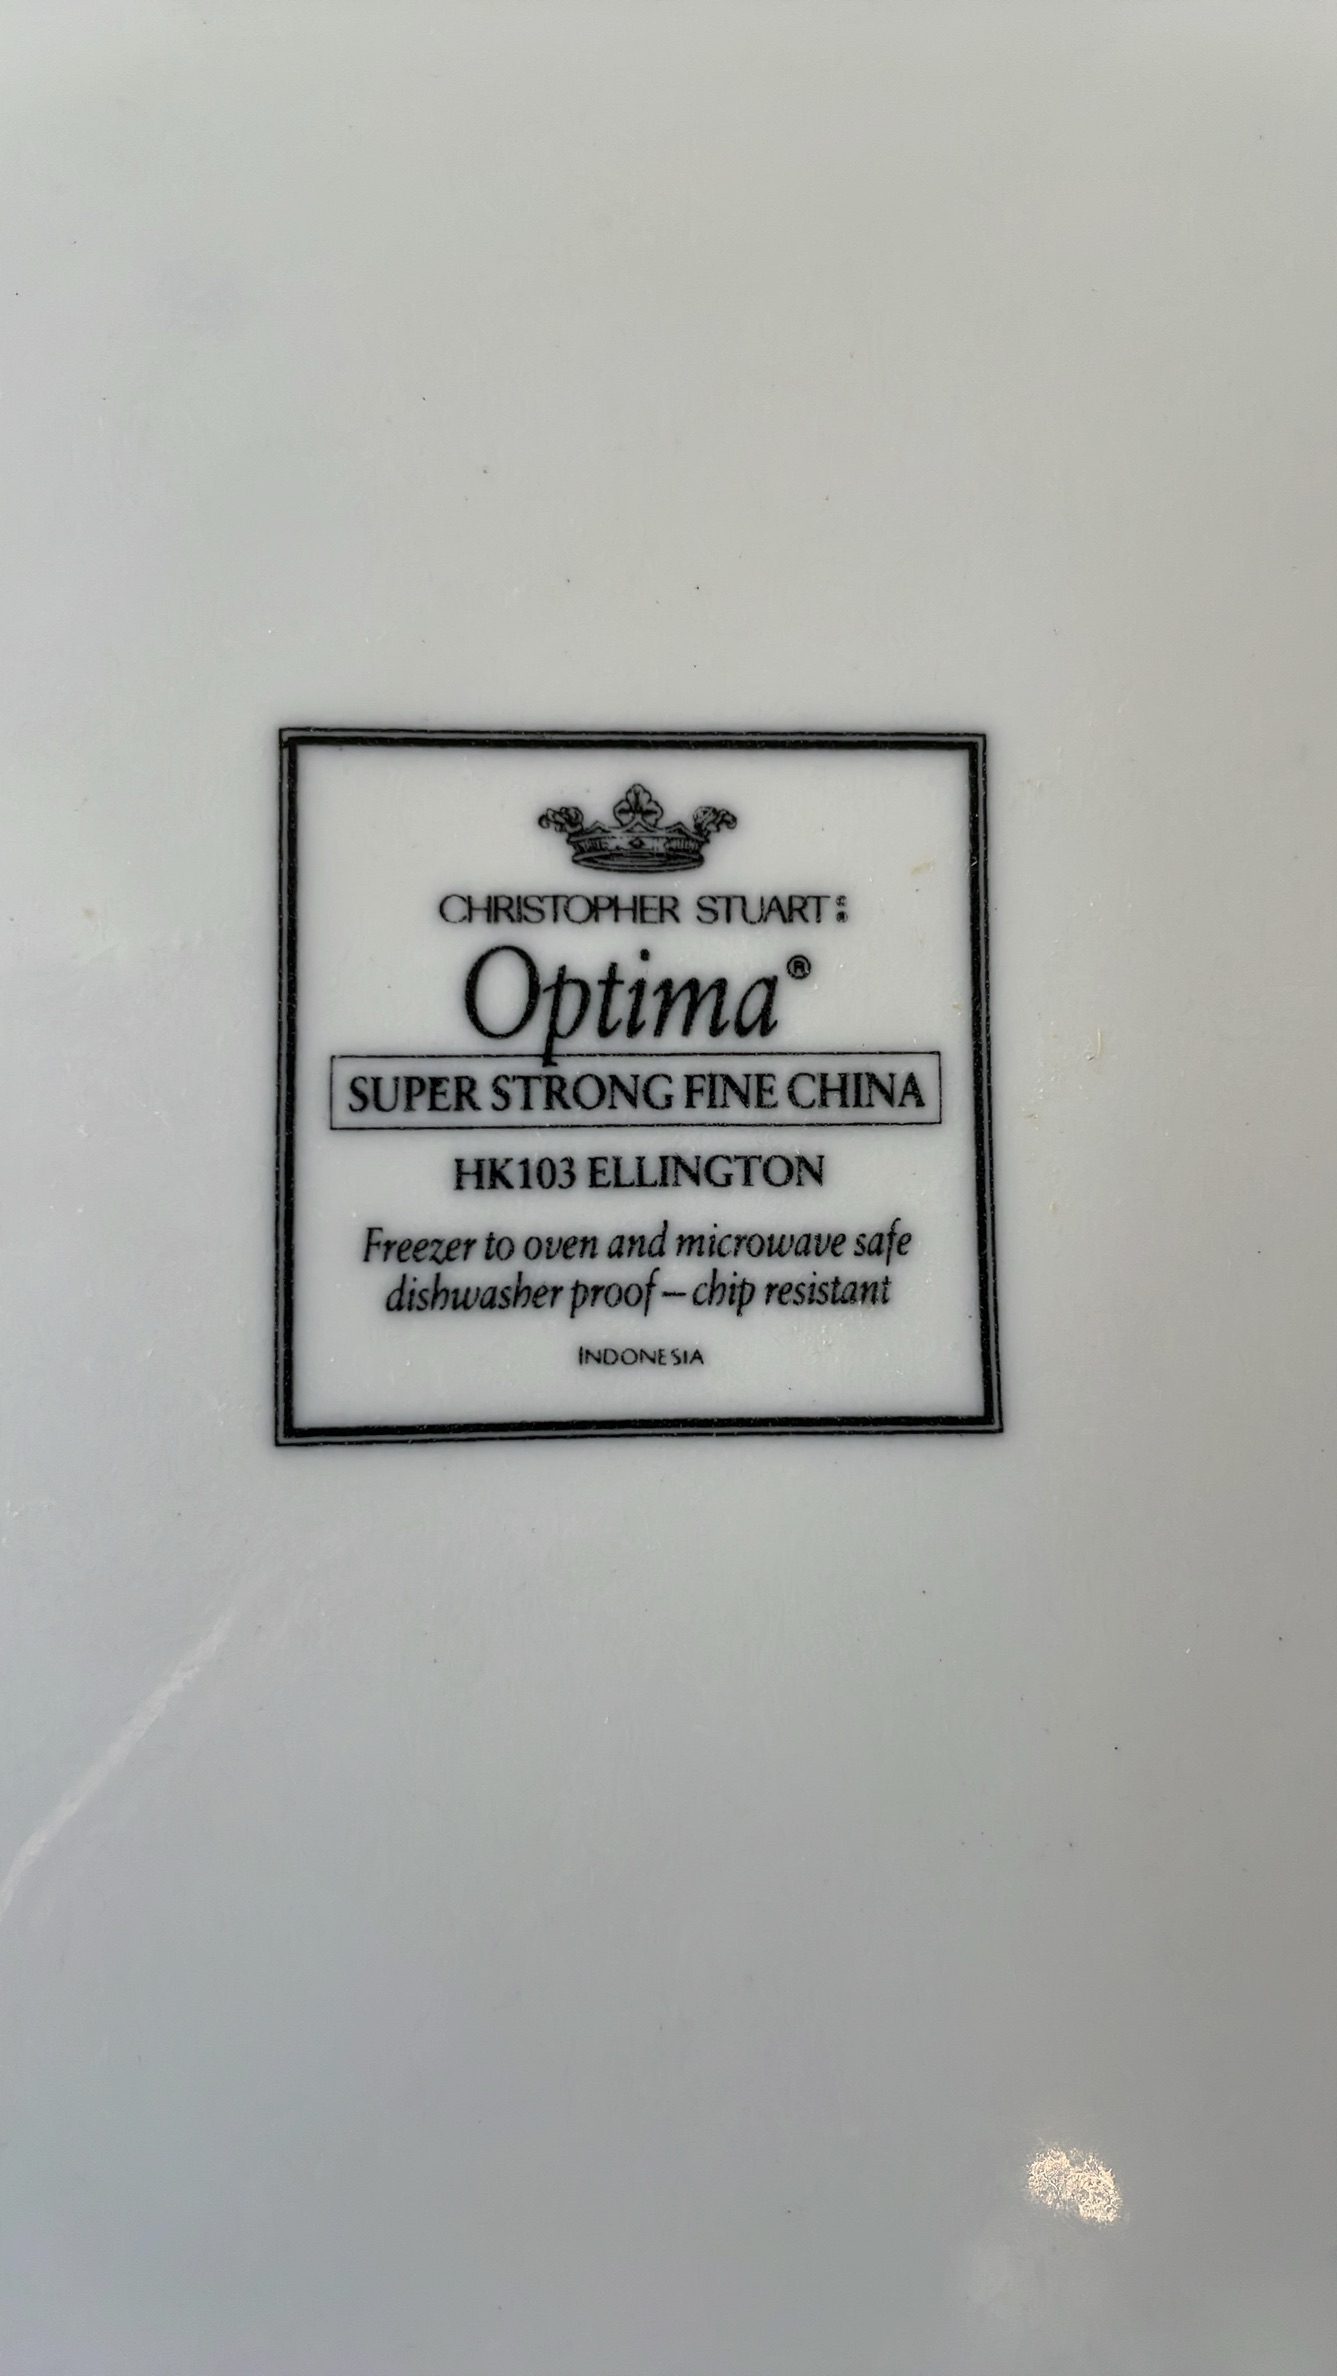 CHRISTOPHER STUART
Optima®
SUPER STRONG FINE CHINA
HK103 ELLINGTON
Freezer to oven and microwave safe
dishwasher proof – chip resistant
INDONESIA